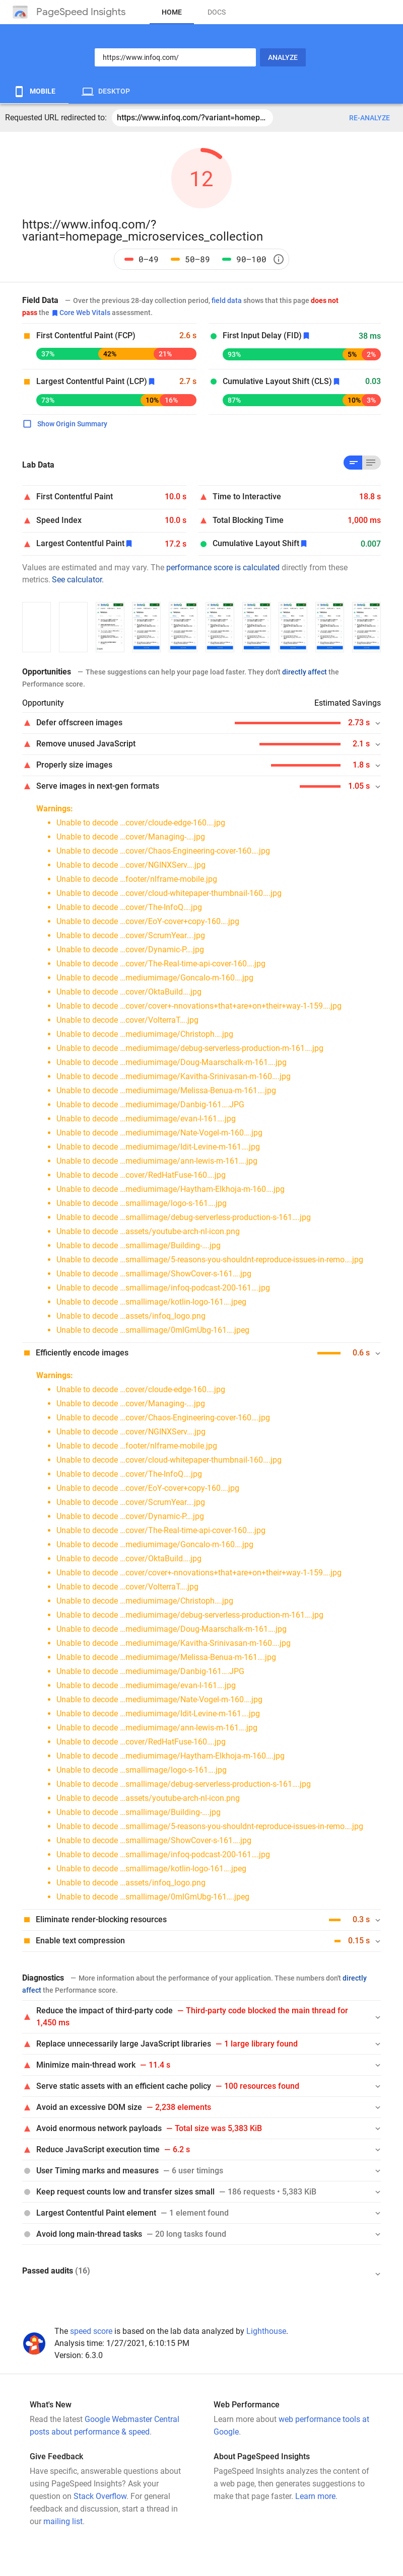 PageSpeed Insights
HOME
DOCS
https://www.infoq.com/
ANALYZE
MOBILE
DESKTOP
Requested URL redirected to:
https://www.infoq.com/?variant=homep...
RE-ANALYZE
12
https://www.infoq.com/?
variant=homepage_microservices_collection
0–49
50–89
90–100
Field Data — Over the previous 28-day collection period, field data shows that this page does not
pass the Core Web Vitals assessment.
First Contentful Paint (FCP) 2.6 s
37% 42% 21%
First Input Delay (FID) 38 ms
93% 5% 2%
Largest Contentful Paint (LCP) 2.7 s
73% 10% 16%
Cumulative Layout Shift (CLS) 0.03
87% 10% 3%
Show Origin Summary
Lab Data
First Contentful Paint 10.0 s
Time to Interactive 18.8 s
Speed Index 10.0 s
Total Blocking Time 1,000 ms
Largest Contentful Paint 17.2 s
Cumulative Layout Shift 0.007
Values are estimated and may vary. The performance score is calculated directly from these
metrics. See calculator.
Opportunities — These suggestions can help your page load faster. They don't directly affect the
Performance score.
Opportunity Estimated Savings
Defer offscreen images 2.73 s
Remove unused JavaScript 2.1 s
Properly size images 1.8 s
Serve images in next-gen formats 1.05 s
Warnings:
Unable to decode …cover/cloude-edge-160….jpg
Unable to decode …cover/Managing-….jpg
Unable to decode …cover/Chaos-Engineering-cover-160….jpg
Unable to decode …cover/NGINXServ….jpg
Unable to decode …footer/nlframe-mobile.jpg
Unable to decode …cover/cloud-whitepaper-thumbnail-160….jpg
Unable to decode …cover/The-InfoQ….jpg
Unable to decode …cover/EoY-cover+copy-160….jpg
Unable to decode …cover/ScrumYear….jpg
Unable to decode …cover/Dynamic-P….jpg
Unable to decode …cover/The-Real-time-api-cover-160….jpg
Unable to decode …mediumimage/Goncalo-m-160….jpg
Unable to decode …cover/OktaBuild….jpg
Unable to decode …cover/cover+-nnovations+that+are+on+their+way-1-159….jpg
Unable to decode …cover/VolterraT….jpg
Unable to decode …mediumimage/Christoph….jpg
Unable to decode …mediumimage/debug-serverless-production-m-161….jpg
Unable to decode …mediumimage/Doug-Maarschalk-m-161….jpg
Unable to decode …mediumimage/Kavitha-Srinivasan-m-160….jpg
Unable to decode …mediumimage/Melissa-Benua-m-161….jpg
Unable to decode …mediumimage/Danbig-161….JPG
Unable to decode …mediumimage/evan-l-161….jpg
Unable to decode …mediumimage/Nate-Vogel-m-160….jpg
Unable to decode …mediumimage/Idit-Levine-m-161….jpg
Unable to decode …mediumimage/ann-lewis-m-161….jpg
Unable to decode …cover/RedHatFuse-160….jpg
Unable to decode …mediumimage/Haytham-Elkhoja-m-160….jpg
Unable to decode …smallimage/logo-s-161….jpg
Unable to decode …smallimage/debug-serverless-production-s-161….jpg
Unable to decode …assets/youtube-arch-nl-icon.png
Unable to decode …smallimage/Building-….jpg
Unable to decode …smallimage/5-reasons-you-shouldnt-reproduce-issues-in-remo….jpg
Unable to decode …smallimage/ShowCover-s-161….jpg
Unable to decode …smallimage/infoq-podcast-200-161….jpg
Unable to decode …smallimage/kotlin-logo-161….jpeg
Unable to decode …assets/infoq_logo.png
Unable to decode …smallimage/0mIGmUbg-161….jpeg
Efficiently encode images 0.6 s
Warnings:
Unable to decode …cover/cloude-edge-160….jpg
Unable to decode …cover/Managing-….jpg
Unable to decode …cover/Chaos-Engineering-cover-160….jpg
Unable to decode …cover/NGINXServ….jpg
Unable to decode …footer/nlframe-mobile.jpg
Unable to decode …cover/cloud-whitepaper-thumbnail-160….jpg
Unable to decode …cover/The-InfoQ….jpg
Unable to decode …cover/EoY-cover+copy-160….jpg
Unable to decode …cover/ScrumYear….jpg
Unable to decode …cover/Dynamic-P….jpg
Unable to decode …cover/The-Real-time-api-cover-160….jpg
Unable to decode …mediumimage/Goncalo-m-160….jpg
Unable to decode …cover/OktaBuild….jpg
Unable to decode …cover/cover+-nnovations+that+are+on+their+way-1-159….jpg
Unable to decode …cover/VolterraT….jpg
Unable to decode …mediumimage/Christoph….jpg
Unable to decode …mediumimage/debug-serverless-production-m-161….jpg
Unable to decode …mediumimage/Doug-Maarschalk-m-161….jpg
Unable to decode …mediumimage/Kavitha-Srinivasan-m-160….jpg
Unable to decode …mediumimage/Melissa-Benua-m-161….jpg
Unable to decode …mediumimage/Danbig-161….JPG
Unable to decode …mediumimage/evan-l-161….jpg
Unable to decode …mediumimage/Nate-Vogel-m-160….jpg
Unable to decode …mediumimage/Idit-Levine-m-161….jpg
Unable to decode …mediumimage/ann-lewis-m-161….jpg
Unable to decode …cover/RedHatFuse-160….jpg
Unable to decode …mediumimage/Haytham-Elkhoja-m-160….jpg
Unable to decode …smallimage/logo-s-161….jpg
Unable to decode …smallimage/debug-serverless-production-s-161….jpg
Unable to decode …assets/youtube-arch-nl-icon.png
Unable to decode …smallimage/Building-….jpg
Unable to decode …smallimage/5-reasons-you-shouldnt-reproduce-issues-in-remo….jpg
Unable to decode …smallimage/ShowCover-s-161….jpg
Unable to decode …smallimage/infoq-podcast-200-161….jpg
Unable to decode …smallimage/kotlin-logo-161….jpeg
Unable to decode …assets/infoq_logo.png
Unable to decode …smallimage/0mIGmUbg-161….jpeg
Eliminate render-blocking resources 0.3 s
Enable text compression 0.15 s
Diagnostics — More information about the performance of your application. These numbers don't directly
affect the Performance score.
Reduce the impact of third-party code — Third-party code blocked the main thread for
1,450 ms
Replace unnecessarily large JavaScript libraries — 1 large library found
Minimize main-thread work — 11.4 s
Serve static assets with an efficient cache policy — 100 resources found
Avoid an excessive DOM size — 2,238 elements
Avoid enormous network payloads — Total size was 5,383 KiB
Reduce JavaScript execution time — 6.2 s
User Timing marks and measures — 6 user timings
Keep request counts low and transfer sizes small — 186 requests • 5,383 KiB
Largest Contentful Paint element — 1 element found
Avoid long main-thread tasks — 20 long tasks found
Passed audits (16)
The speed score is based on the lab data analyzed by Lighthouse.
Analysis time: 1/27/2021, 6:10:15 PM
Version: 6.3.0
What's New
Read the latest Google Webmaster Central
posts about performance & speed.
Web Performance
Learn more about web performance tools at
Google.
Give Feedback
Have specific, answerable questions about
using PageSpeed Insights? Ask your
question on Stack Overflow. For general
feedback and discussion, start a thread in
our mailing list.
About PageSpeed Insights
PageSpeed Insights analyzes the content of
a web page, then generates suggestions to
make that page faster. Learn more.